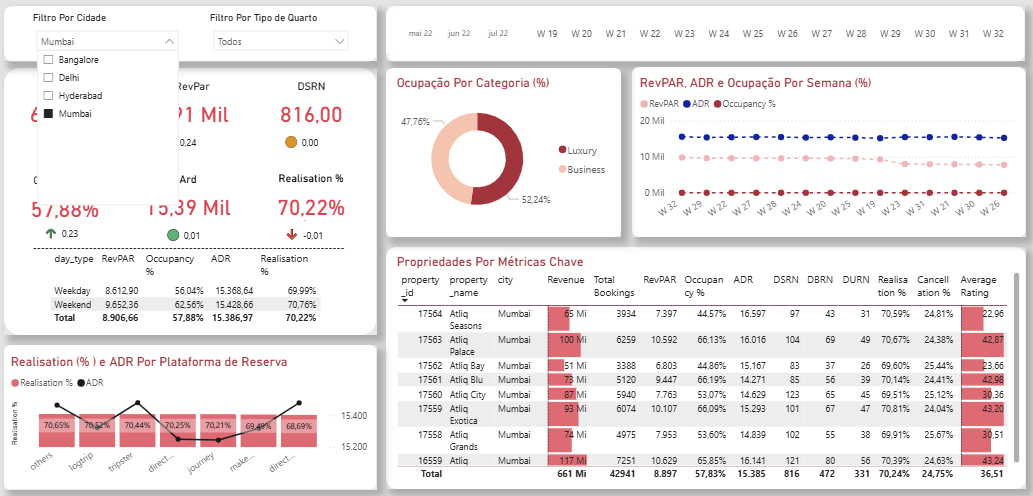 Filtro Por Cidade
Filtro Por Tipo de Quarto
Mumbai
Todos
Bangalore
Delhi
Hyderabad
Mumbai
mai 22 jun 22 jul 22 W 19 W 20 W 21 W 22 W 23 W 24 W 25 W 26 W 27 W 28 W 29 W 30 W 31 W 32
RevPar
DSRN
91 Mil
816,00
0,24
0,00
Ard
Realisation %
57,88%
15,39 Mil
70,22%
0,23
0,01
-0,01
day_type RevPAR Occupancy % ADR Realisation %
Weekday 8.612,90 56,04% 15.368,64 69,99%
Weekend 9.652,36 62,56% 15.428,66 70,76%
Total 8.906,66 57,88% 15.386,97 70,22%
Ocupação Por Categoria (%)
47,76%
52,24%
Luxury
Business
RevPAR, ADR e Ocupação Por Semana (%)
RevPAR ADR Occupancy %
20 Mil
10 Mil
0 Mil
W 32 W 29 W 22 W 27 W 28 W 24 W 20 W 25 W 19 W 23 W 31 W 21 W 30 W 26
Realisation (% ) e ADR Por Plataforma de Reserva
Realisation % ADR
Realisation %
70,65% 70,52% 70,44% 70,25% 70,21% 69,49% 68,69%
15.400
15.200
others logtrip tripster direct... journey make... direct...
Propriedades Por Métricas Chave
property_id property_name city Revenue Total Bookings RevPAR Occupancy % ADR DSRN DBRN DURN Realisation % Cancellation % Average Rating
17564 Atliq Seasons Mumbai 65 Mi 3934 7.397 44,57% 16.597 97 43 31 70,59% 24,81% 22,96
17563 Atliq Palace Mumbai 100 Mi 6259 10.592 66,13% 16.016 104 69 49 70,67% 24,38% 42,87
17562 Atliq Bay Mumbai 51 Mi 3388 6.803 44,86% 15.167 83 37 26 69,60% 25,44% 23,66
17561 Atliq Blu Mumbai 73 Mi 5120 9.447 66,19% 14.271 85 56 39 70,14% 24,41% 42,98
17560 Atliq City Mumbai 87 Mi 5940 7.763 53,07% 14.629 123 65 45 69,51% 25,12% 30,36
17559 Atliq Exotica Mumbai 93 Mi 6074 10.107 66,09% 15.293 101 67 47 70,81% 24,04% 43,20
17558 Atliq Grands Mumbai 74 Mi 4975 7.953 53,60% 14.839 102 55 38 69,91% 25,67% 30,51
16559 Atliq Mumbai 117 Mi 7251 10.629 65,85% 16.141 121 80 56 70,39% 24,63% 43,24
Total 661 Mi 42941 8.897 57,83% 15.385 816 472 331 70,24% 24,75% 36,51